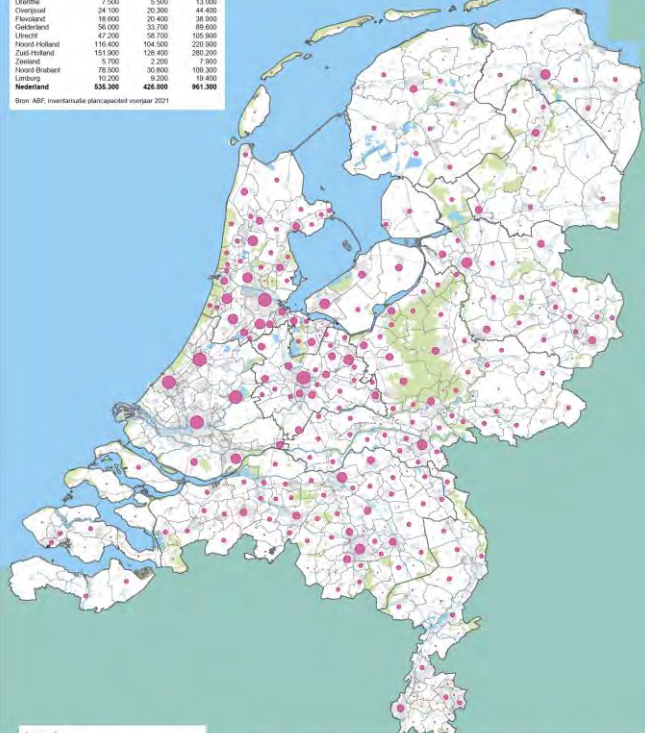 Drenthe 7.500 5.500 13.000
Overijssel 24.100 20.300 44.400
Flevoland 18.600 20.400 38.900
Gelderland 56.000 33.700 89.600
Utrecht 47.200 58.700 105.900
Noord-Holland 116.400 104.500 220.900
Zuid-Holland 151.900 128.400 280.200
Zeeland 5.700 2.200 7.900
Noord-Brabant 78.500 30.800 109.300
Limburg 10.200 9.200 19.400
Nederland 535.300 426.000 961.300
Bron: ABF, inventarisatie plancapaciteit voorjaar 2021